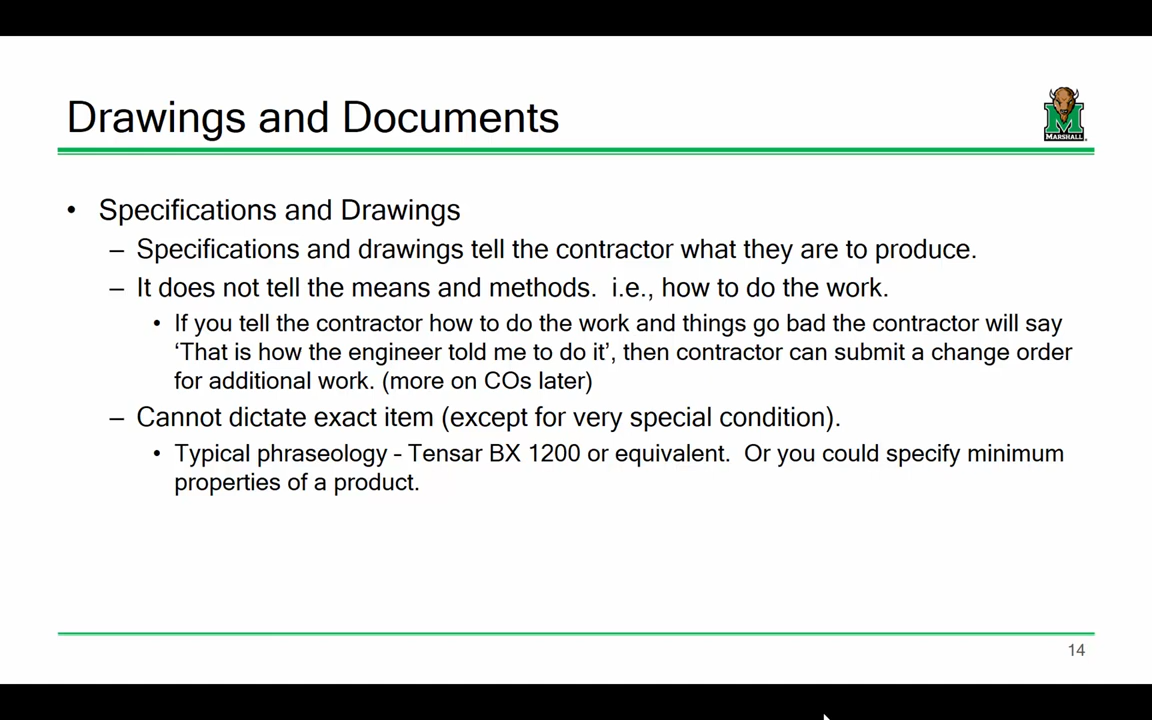 Drawings and Documents
MARSHALL
• Specifications and Drawings
– Specifications and drawings tell the contractor what they are to produce.
– It does not tell the means and methods.  i.e., how to do the work.
• If you tell the contractor how to do the work and things go bad the contractor will say
‘That is how the engineer told me to do it’, then contractor can submit a change order
for additional work. (more on COs later)
– Cannot dictate exact item (except for very special condition).
• Typical phraseology - Tensar BX 1200 or equivalent.  Or you could specify minimum
properties of a product.
14